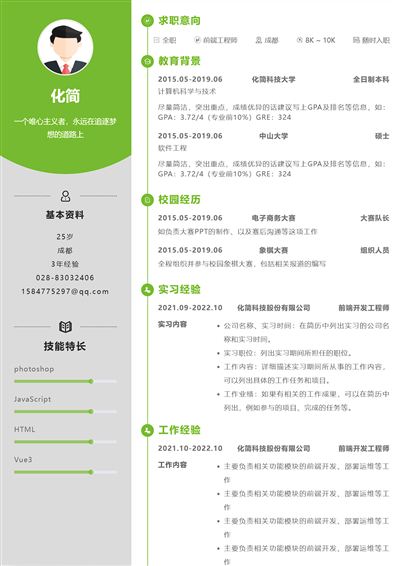 化简
一个唯心主义者，永远在追逐梦
想的道路上
基本资料
25岁
成都
3年经验
028-83032406
1584775297@qq.com
技能特长
photoshop
JavaScript
HTML
Vue3
求职意向
全职 前端工程师 成都 8K ~ 10K 随时入职
教育背景
2015.05-2019.06 化简科技大学 全日制本科
计算机科学与技术
尽量简洁，突出重点，成绩优异的话建议写上GPA及排名等信息，如：
GPA：3.72/4（专业前10%）GRE：324
2015.05-2019.06 中山大学 硕士
软件工程
尽量简洁，突出重点，成绩优异的话建议写上GPA及排名等信息，如：
GPA：3.72/4（专业前10%）GRE：324
校园经历
2015.05-2019.06 电子商务大赛 大赛队长
如负责大赛PPT的制作、以及赛后沟通等这项工作
2015.05-2019.06 象棋大赛 组织人员
全程组织并参与校园象棋大赛，包括相关报道的编写
实习经验
2021.09-2022.10 化简科技股份有限公司 前端开发工程师
实习内容
公司名称、实习时间：在简历中列出实习的公司名
称和实习时间。
实习职位：列出实习期间所担任的职位。
工作内容：详细描述实习期间所从事的工作内容，
可以列出具体的工作任务和项目。
工作业绩：如果有相关的工作成果，可以在简历中
列出，例如参与的项目、完成的任务等。
工作经验
2021.10-2022.10 化简科技股份有限公司 前端开发工程师
工作内容
主要负责相关功能模块的前端开发、部署运维等工
作
主要负责相关功能模块的前端开发、部署运维等工
作
主要负责相关功能模块的前端开发、部署运维等工
作
主要负责相关功能模块的前端开发、部署运维等工
作